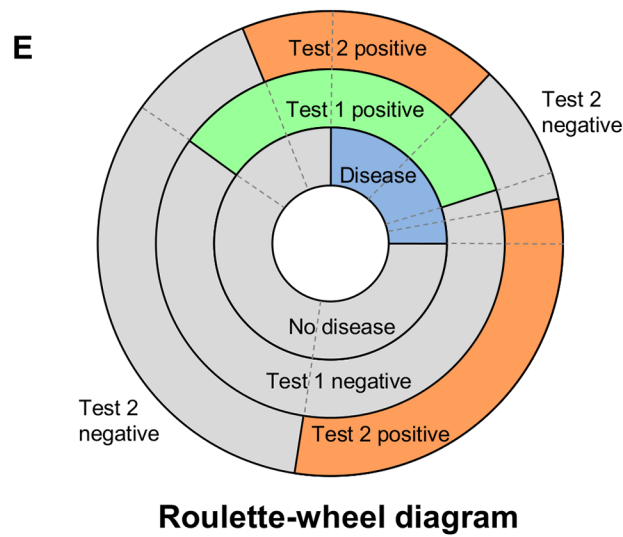 E
Test 2 positive
Test 2
negative
Test 1 positive
Disease
No disease
Test 1 negative
Test 2
negative
Test 2 positive
Roulette-wheel diagram